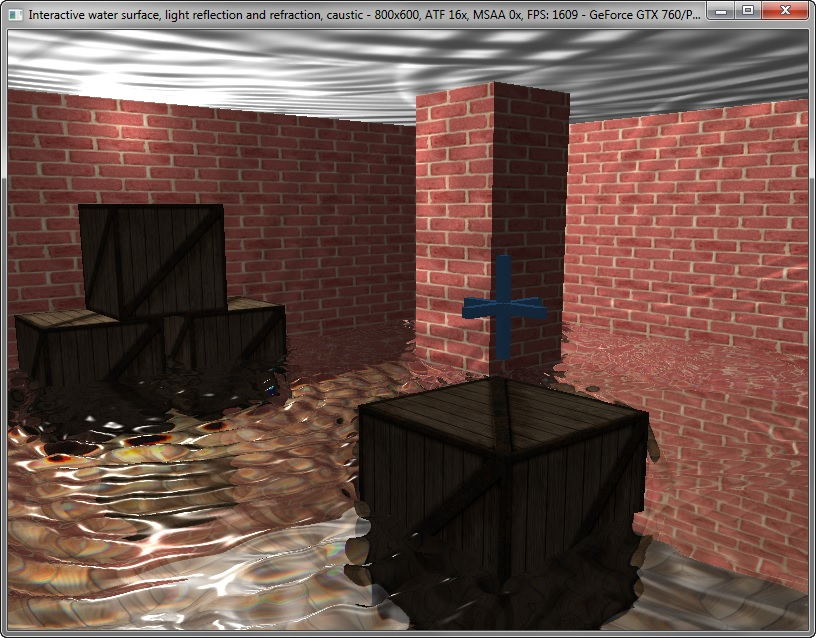 Interactive water surface, light reflection and refraction, caustic - 800x600, ATF 16x, MSAA 0x, FPS: 1609 - GeForce GTX 760/P...